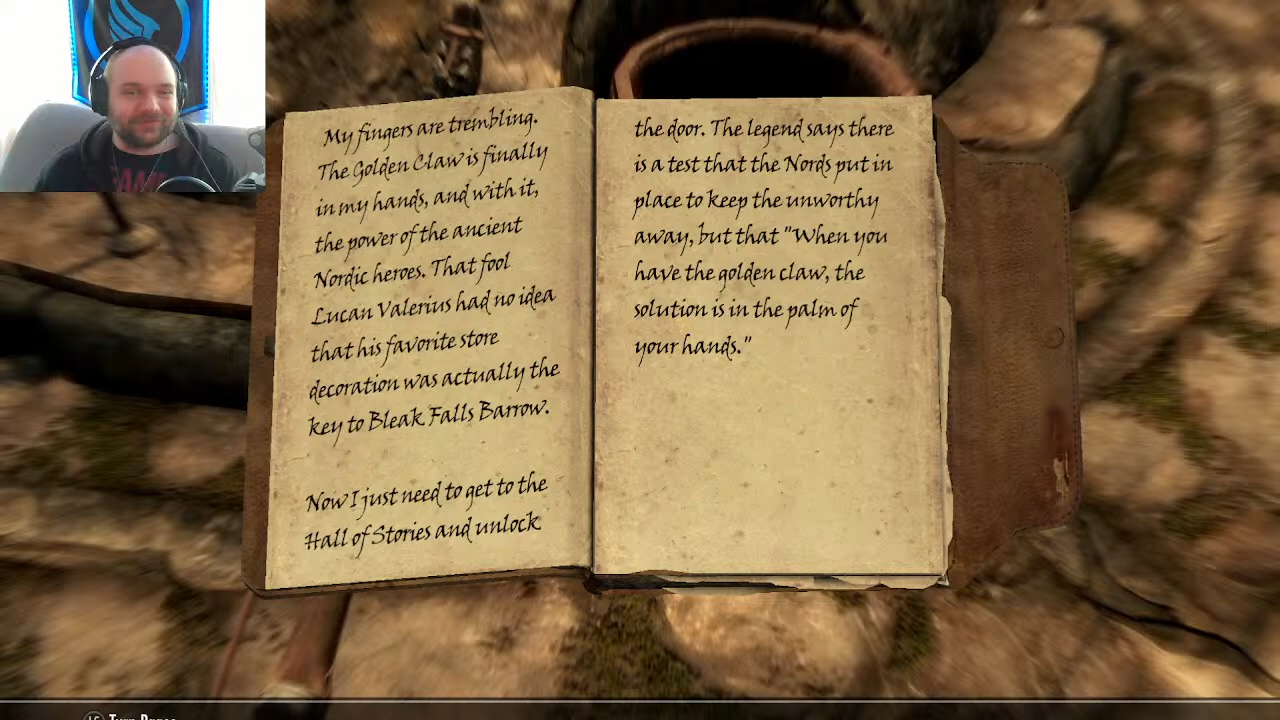 My fingers are trembling.
The Golden Claw is finally
in my hands, and with it,
the power of the ancient
Nordic heroes. That fool
Lucan Valerius had no idea
that his favorite store
decoration was actually the
key to Bleak Falls Barrow.
Now I just need to get to the
Hall of Stories and unlock
the door. The legend says there
is a test that the Nords put in
place to keep the unworthy
away, but that "When you
have the golden claw, the
solution is in the palm of
your hands."